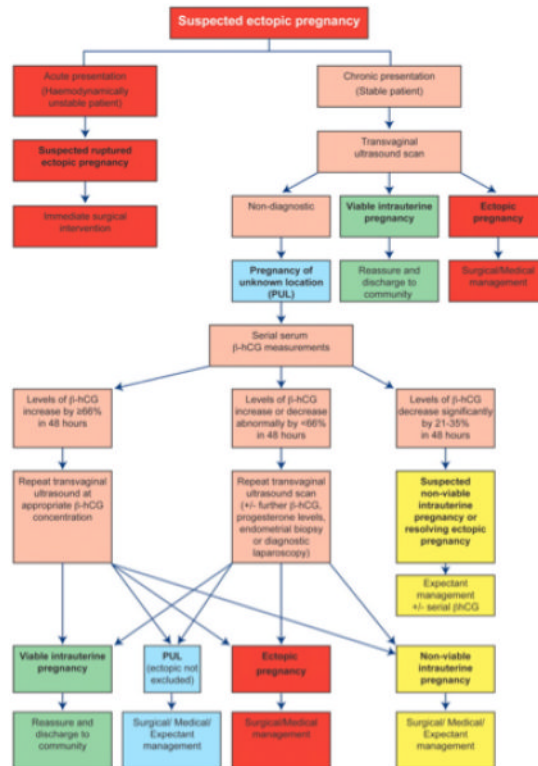 Suspected ectopic pregnancy
Acute presentation
(Haemodynamically
unstable patient)
Chronic presentation
(Stable patient)
Suspected ruptured
ectopic pregnancy
Transvaginal
ultrasound scan
Immediate surgical
intervention
Non-diagnostic
Viable intrauterine
pregnancy
Ectopic
pregnancy
Pregnancy of
unknown location
(PUL)
Reassure and
discharge to
community
Surgical/Medical
management
Serial serum
β-hCG measurements
Levels of β-hCG
increase by ≥66%
in 48 hours
Levels of β-hCG
increase or decrease
abnormally by <66%
in 48 hours
Levels of β-hCG
decrease significantly
by 21-35%
in 48 hours
Repeat transvaginal
ultrasound at
appropriate β-hCG
concentration
Repeat transvaginal
ultrasound scan
(+/- further β-hCG,
progesterone levels,
endometrial biopsy
or diagnostic
laparoscopy)
Suspected
non-viable
intrauterine
pregnancy or
resolving ectopic
pregnancy
Expectant
management
+/- serial βhCG
Viable intrauterine
pregnancy
PUL
(ectopic not
excluded)
Ectopic
pregnancy
Non-viable
intrauterine
pregnancy
Reassure and
discharge to
community
Surgical/ Medical/
Expectant
management
Surgical/Medical
management
Surgical/ Medical/
Expectant
management